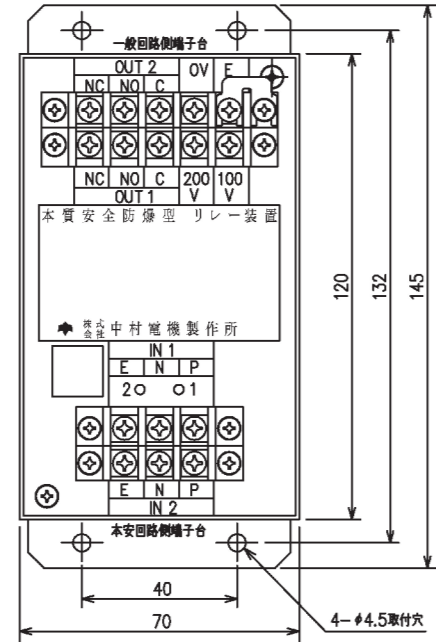 一般回路側端子台
OUT 2 0V E
NC NO C
NC NO C 200 V 100 V
OUT 1
本質安全防爆型 リレー装置
株式会社 中村電機製作所
IN 1
E N P
2 1
E N P
IN 2
本安回路側端子台
120
132
145
40
70
4-φ4.5取付穴